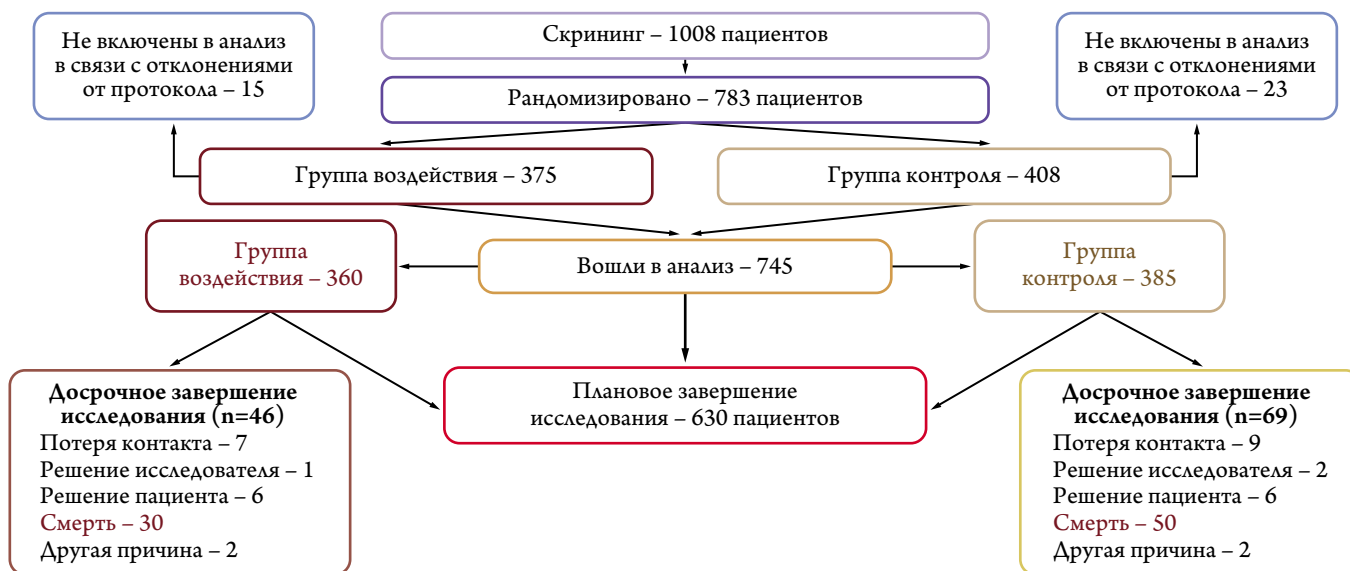 Скрининг – 1008 пациентов
Не включены в анализ
в связи с отклонениями
от протокола – 15
Не включены в анализ
в связи с отклонениями
от протокола – 23
Рандомизировано – 783 пациентов
Группа воздействия – 375
Группа контроля – 408
Группа
воздействия – 360
Вошли в анализ – 745
Группа
контроля – 385
Досрочное завершение
исследования (n=46)
Потеря контакта – 7
Решение исследователя – 1
Решение пациента – 6
Смерть – 30
Другая причина – 2
Плановое завершение
исследования – 630 пациентов
Досрочное завершение
исследования (n=69)
Потеря контакта – 9
Решение исследователя – 2
Решение пациента – 6
Смерть – 50
Другая причина – 2